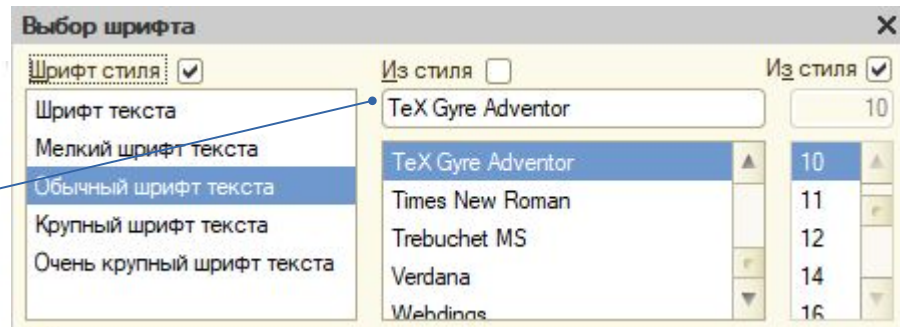 Выбор шрифта
Шрифт стиля
Из стиля
Из стиля
TeX Gyre Adventor
10
Шрифт текста
Мелкий шрифт текста
Обычный шрифт текста
Крупный шрифт текста
Очень крупный шрифт текста
TeX Gyre Adventor
Times New Roman
Trebuchet MS
Verdana
Webdings
10
11
12
14
16